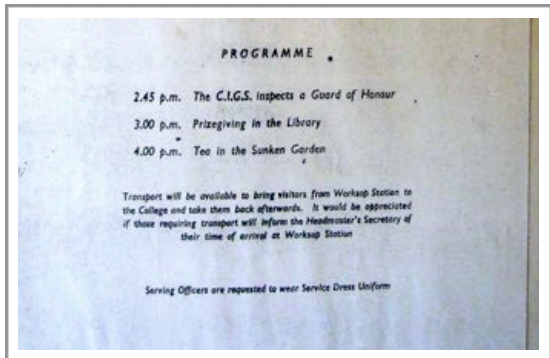 PROGRAMME
2.45 p.m. The C.I.G.S. inspects a Guard of Honour
3.00 p.m. Prizegiving in the Library
4.00 p.m. Tea in the Sunken Garden
Transport will be available to bring visitors from Worksop Station to
the College and take them back afterwards. It would be appreciated
if those requiring transport will inform the Headmaster's Secretary of
their time of arrival at Worksop Station
Serving Officers are requested to wear Service Dress Uniform